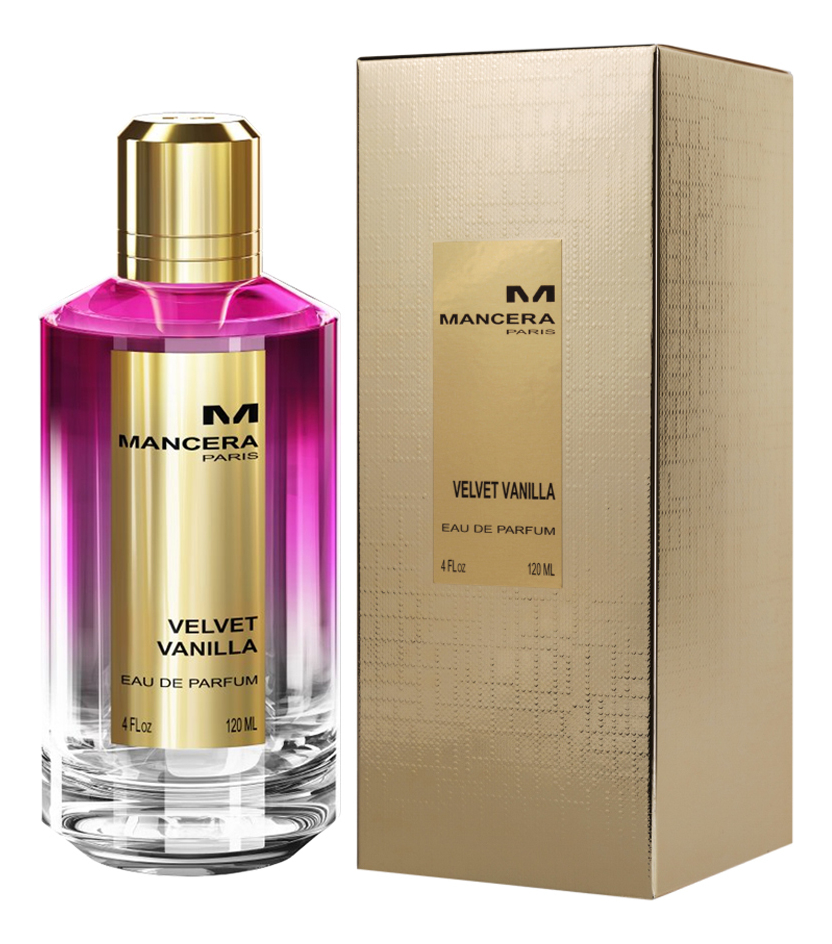 M
MANCERA
PARIS
VELVET
VANILLA
EAU DE PARFUM
4 FLoz 120 ML
M
MANCERA
PARIS
VELVET VANILLA
EAU DE PARFUM
4 FLoz 120 ML